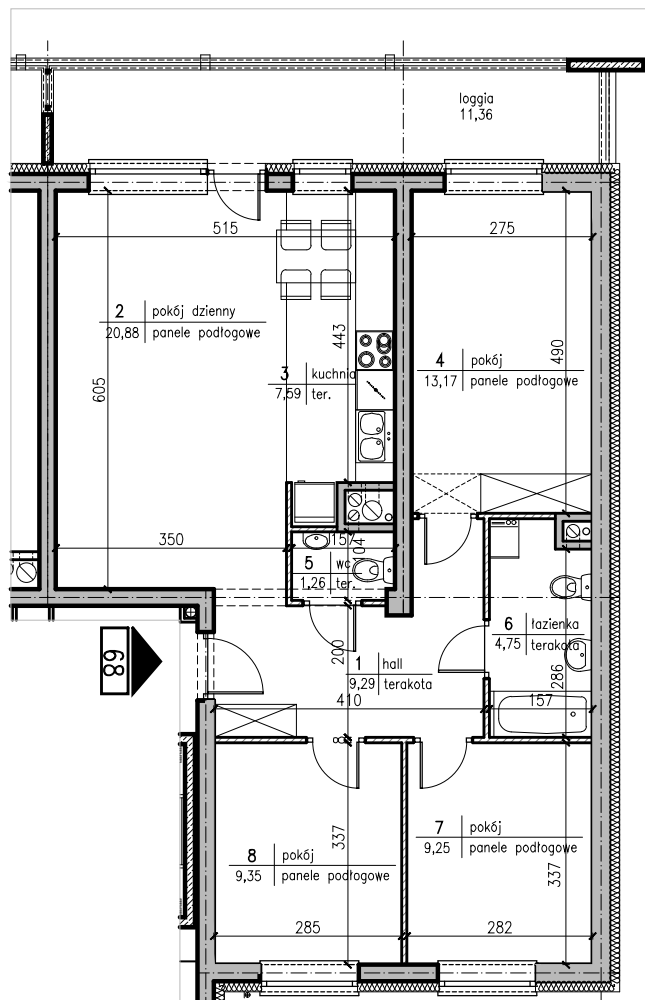 loggia
11,36
515
275
2 pokój dzienny
20,88 panele podłogowe
605
443
3 kuchnia
7,59 ter.
4 pokój
13,17 panele podłogowe
490
350
157
104
5 wc
1,26 ter.
6 łazienka
4,75 terakota
286
200
1 hall
9,29 terakota
410
157
89
337
8 pokój
9,35 panele podłogowe
7 pokój
9,25 panele podłogowe
337
285
282